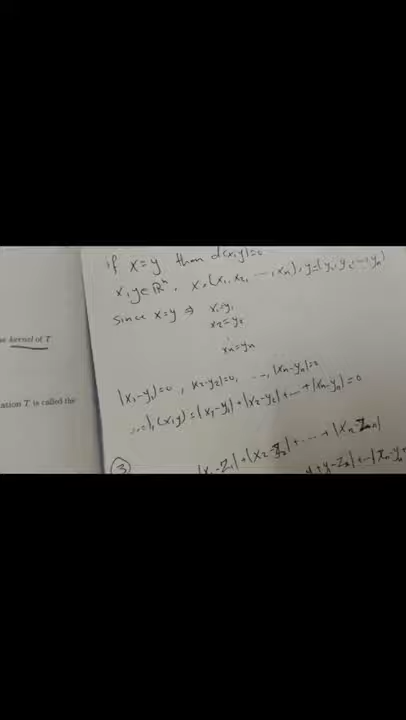 if x=y then d(x,y)=0
x,y∈ℝⁿ. x=(x₁,x₂, ⋯, xₙ), y=(y₁, y₂ ⋯, yₙ)
since x=y ⇒ x₁=y₁
x₂=y₂
xₙ=yₙ
he kernel of T
|x₁-y₁|=0, |x₂-y₂|=0, ⋯, |xₙ-yₙ|=0
ation T is called the
(x,y)=|x₁-y₁|+|x₂-y₂|+⋯+|xₙ-yₙ|=0
③
|x₁-z₁|+|x₂-z₂|+⋯+|xₙ-zₙ|